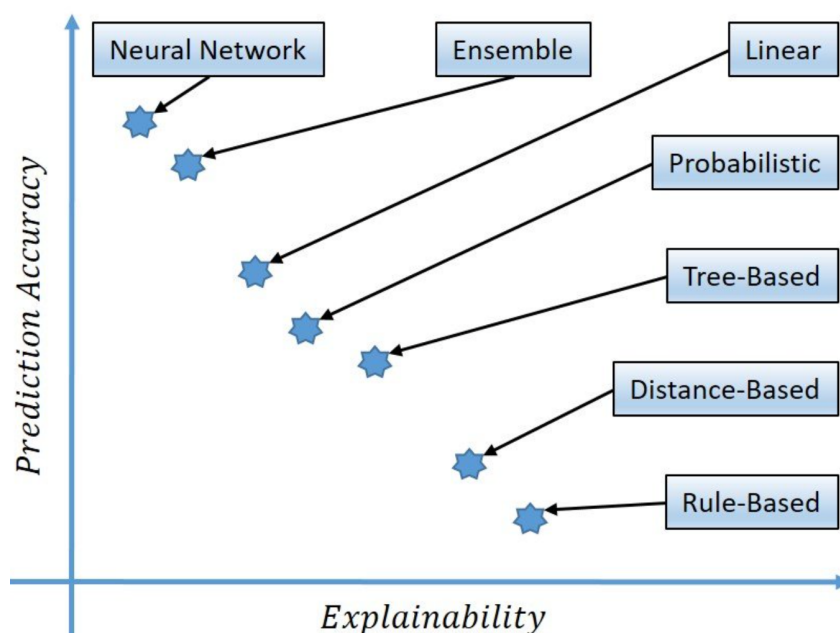 Neural Network
Ensemble
Linear
Probabilistic
Tree-Based
Distance-Based
Rule-Based
Prediction Accuracy
Explainability